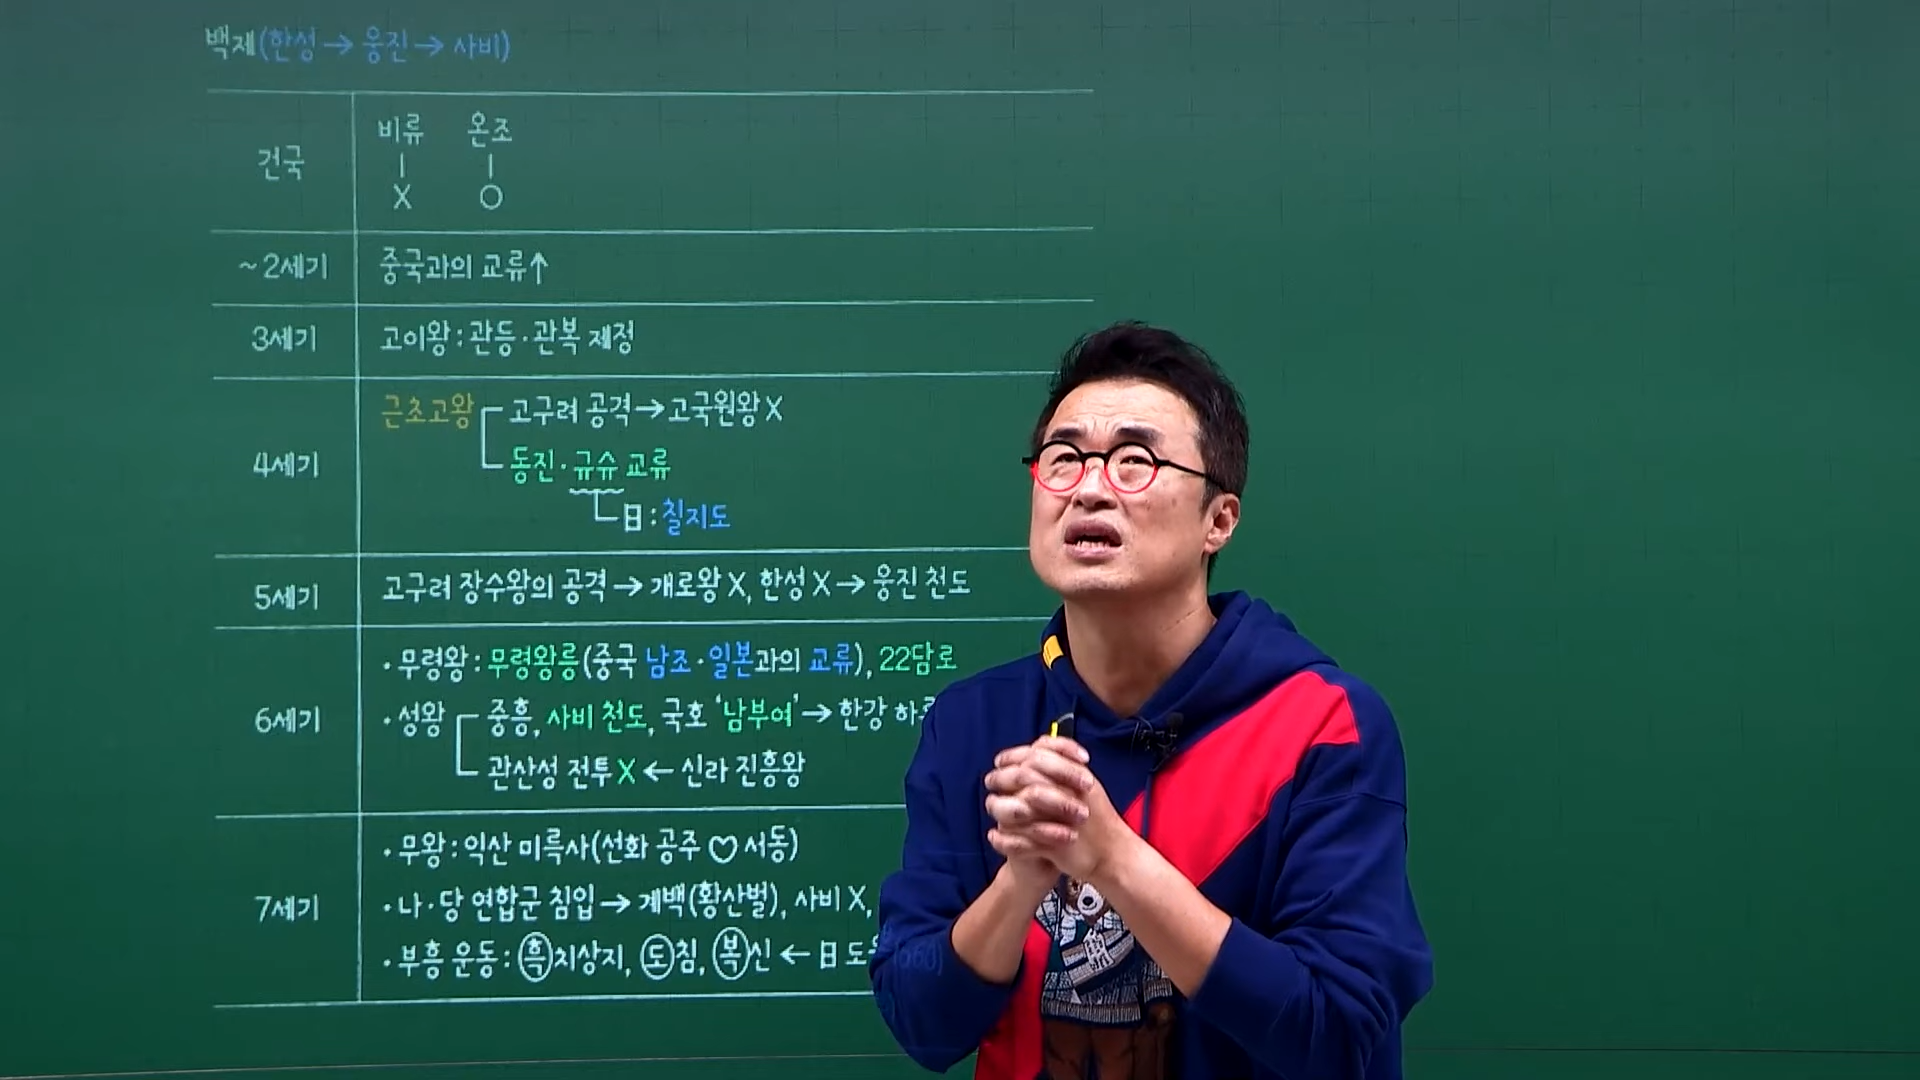 백제(한성 → 웅진 → 사비)
건국
비류 온조
X O
~2세기 중국과의 교류↑
3세기 고이왕 : 관등·관복 제정
4세기
근초고왕 고구려 공격→고국원왕 X
동진·규슈 교류
日 : 칠지도
5세기 고구려 장수왕의 공격 → 개로왕 X, 한성 X → 웅진 천도
6세기
·무령왕 : 무령왕릉(중국 남조·일본과의 교류), 22담로
·성왕 중흥, 사비 천도, 국호 '남부여' → 한강 하
관산성 전투 X ← 신라 진흥왕
7세기
·무왕 : 익산 미륵사(선화 공주 ♡ 서동)
·나·당 연합군 침입 → 계백(황산벌), 사비 X,
·부흥 운동 : 흑치상지, 도침, 복신 ← 日 도 660)